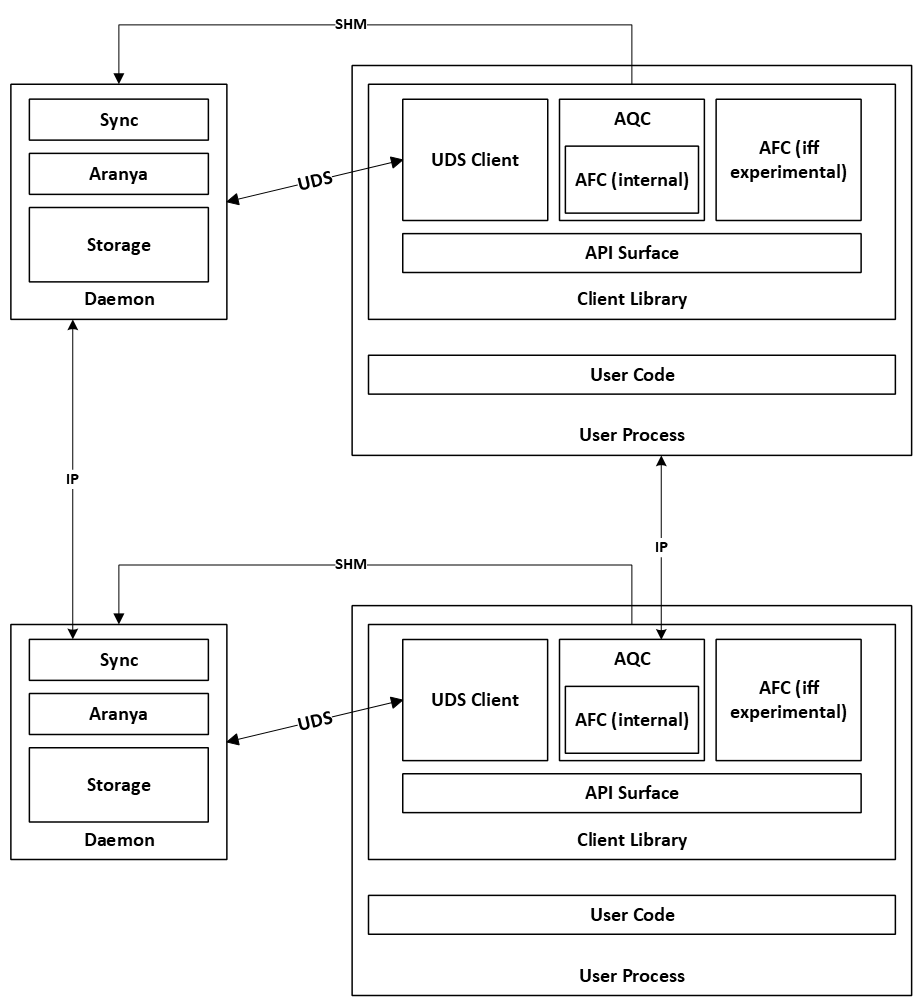 SHM
Sync
Aranya
Storage
Daemon
UDS
UDS Client
AQC
AFC (internal)
AFC (iff
experimental)
API Surface
Client Library
User Code
User Process
IP
IP
SHM
Sync
Aranya
Storage
Daemon
UDS
UDS Client
AQC
AFC (internal)
AFC (iff
experimental)
API Surface
Client Library
User Code
User Process